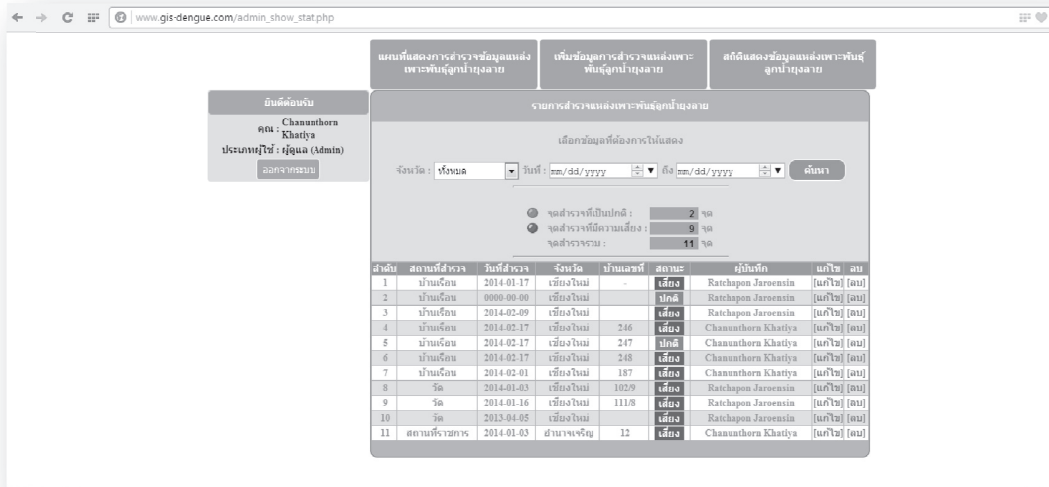 www.gis-dengue.com/admin_show_stat.php
แผนที่แสดงการสำรวจข้อมูลแหล่งเพาะพันธุ์ลูกน้ำยุงลาย
เพิ่มข้อมูลการสำรวจแหล่งเพาะพันธุ์ลูกน้ำยุงลาย
สถิติแสดงข้อมูลแหล่งเพาะพันธุ์ลูกน้ำยุงลาย
ยินดีต้อนรับ
คุณ : Chanunthorn Khatiya
ประเภทผู้ใช้ : ผู้ดูแล (Admin)
ออกจากระบบ
รายการสำรวจแหล่งเพาะพันธุ์ลูกน้ำยุงลาย
เลือกข้อมูลที่ต้องการให้แสดง
จังหวัด : ทั้งหมด วันที่ : mm/dd/yyyy ถึง mm/dd/yyyy ค้นหา
จุดสำรวจที่เป็นปกติ : 2 จุด
จุดสำรวจที่มีความเสี่ยง : 9 จุด
จุดสำรวจรวม : 11 จุด
ลำดับ สถานที่สำรวจ วันที่สำรวจ จังหวัด บ้านเลขที่ สถานะ ผู้บันทึก แก้ไข ลบ
1 บ้านเรือน 2014-01-17 เชียงใหม่ - เสี่ยง Ratchapon Jaroensin [แก้ไข] [ลบ]
2 บ้านเรือน 0000-00-00 เชียงใหม่ ปกติ Ratchapon Jaroensin [แก้ไข] [ลบ]
3 บ้านเรือน 2014-02-09 เชียงใหม่ เสี่ยง Ratchapon Jaroensin [แก้ไข] [ลบ]
4 บ้านเรือน 2014-02-17 เชียงใหม่ 246 เสี่ยง Chanunthorn Khatiya [แก้ไข] [ลบ]
5 บ้านเรือน 2014-02-17 เชียงใหม่ 247 ปกติ Chanunthorn Khatiya [แก้ไข] [ลบ]
6 บ้านเรือน 2014-02-17 เชียงใหม่ 248 เสี่ยง Chanunthorn Khatiya [แก้ไข] [ลบ]
7 บ้านเรือน 2014-02-01 เชียงใหม่ 187 เสี่ยง Chanunthorn Khatiya [แก้ไข] [ลบ]
8 วัด 2014-01-03 เชียงใหม่ 102/9 เสี่ยง Ratchapon Jaroensin [แก้ไข] [ลบ]
9 วัด 2014-01-16 เชียงใหม่ 111/8 เสี่ยง Ratchapon Jaroensin [แก้ไข] [ลบ]
10 วัด 2013-04-05 เชียงใหม่ เสี่ยง Ratchapon Jaroensin [แก้ไข] [ลบ]
11 สถานที่ราชการ 2014-01-03 อำนาจเจริญ 12 เสี่ยง Chanunthorn Khatiya [แก้ไข] [ลบ]